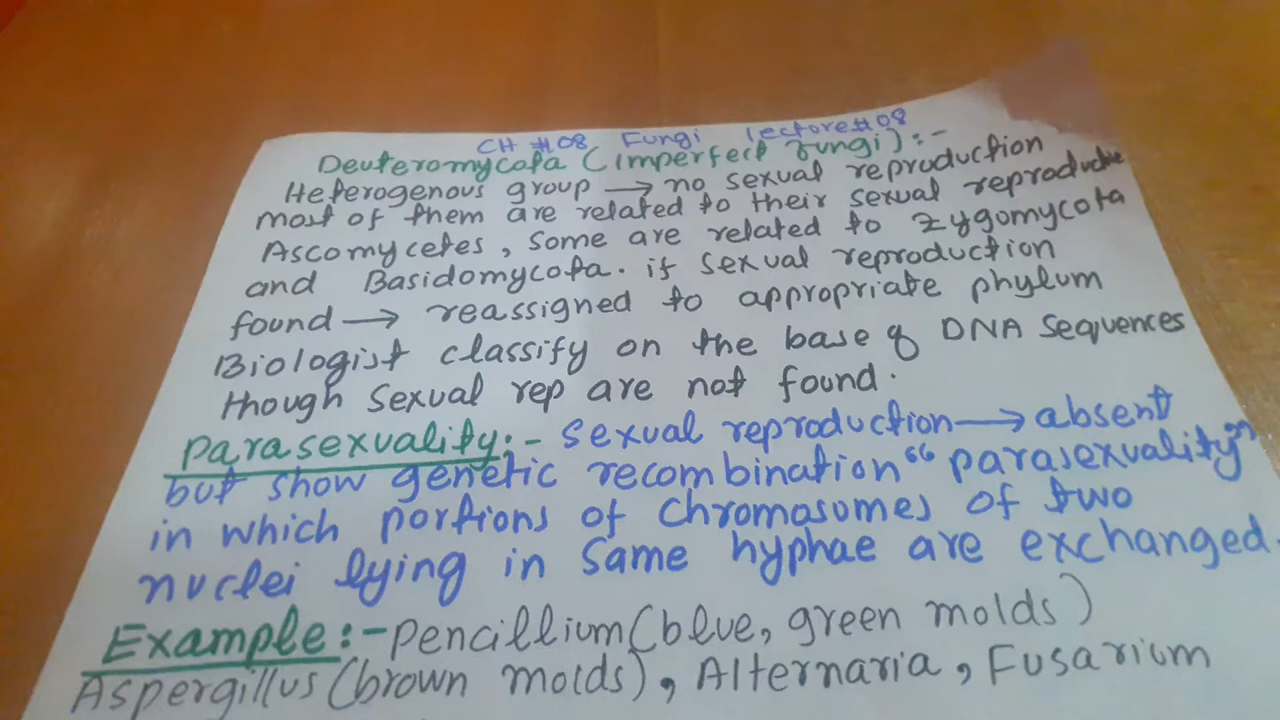 CH #08 Fungi lecture#08
Deuteromycota (imperfect fungi):-
Heterogenous group → no sexual reproduction
most of them are related to their sexual reproductive
Ascomycetes, some are related to zygomycota
and Basidomycota. if sexual reproduction
found → reassigned to appropriate phylum
Biologist classify on the base of DNA sequences
though sexual rep are not found.
Parasexuality:- sexual reproduction → absent
but show genetic recombination "parasexuality"
in which portions of chromosomes of two
nuclei lying in same hyphae are exchanged.
Example:- Pencillium (blue, green molds)
Aspergillus (brown molds), Alternaria, Fusarium